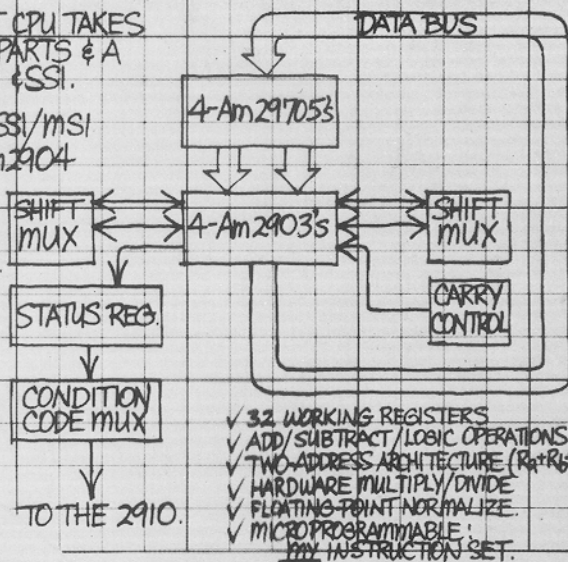 CPU TAKES
PARTS & A
& SSI.
SSI/MSI
2904
DATA BUS
4-Am29705's
SHIFT
MUX
4-Am2903's
SHIFT
MUX
STATUS REG.
CARRY
CONTROL
CONDITION
CODE MUX
TO THE 2910.
✓ 32 WORKING REGISTERS
✓ ADD/SUBTRACT/LOGIC OPERATIONS
✓ TWO-ADDRESS ARCHITECTURE (Ra+Rb
✓ HARDWARE MULTIPLY/DIVIDE
✓ FLOATING-POINT NORMALIZE
✓ MICROPROGRAMMABLE:
MY INSTRUCTION SET.